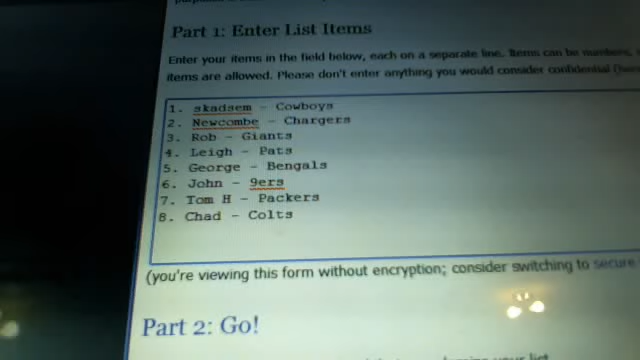 Part 1: Enter List Items
Enter your items in the field below, each on a separate line. Items can be numbers,
items are allowed. Please don't enter anything you would consider confidential
1. skadsem - Cowboys
2. Newcombe - Chargers
3. Rob - Giants
4. Leigh - Pats
5. George - Bengals
6. John - 9ers
7. Tom H - Packers
8. Chad - Colts
(you're viewing this form without encryption; consider switching to secure
Part 2: Go!
your list